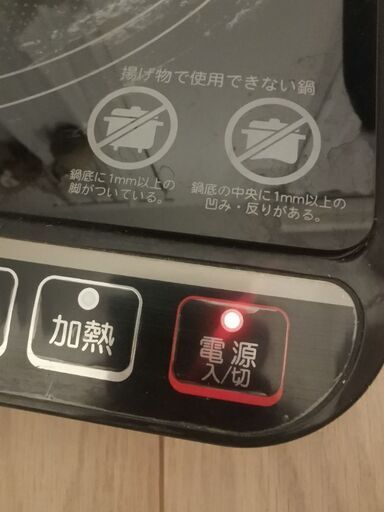 揚げ物で使用できない鍋
鍋底に1mm以上の
脚がついている。
鍋底の中央に1mm以上の
凹み・反りがある。
加熱
電源
入/切